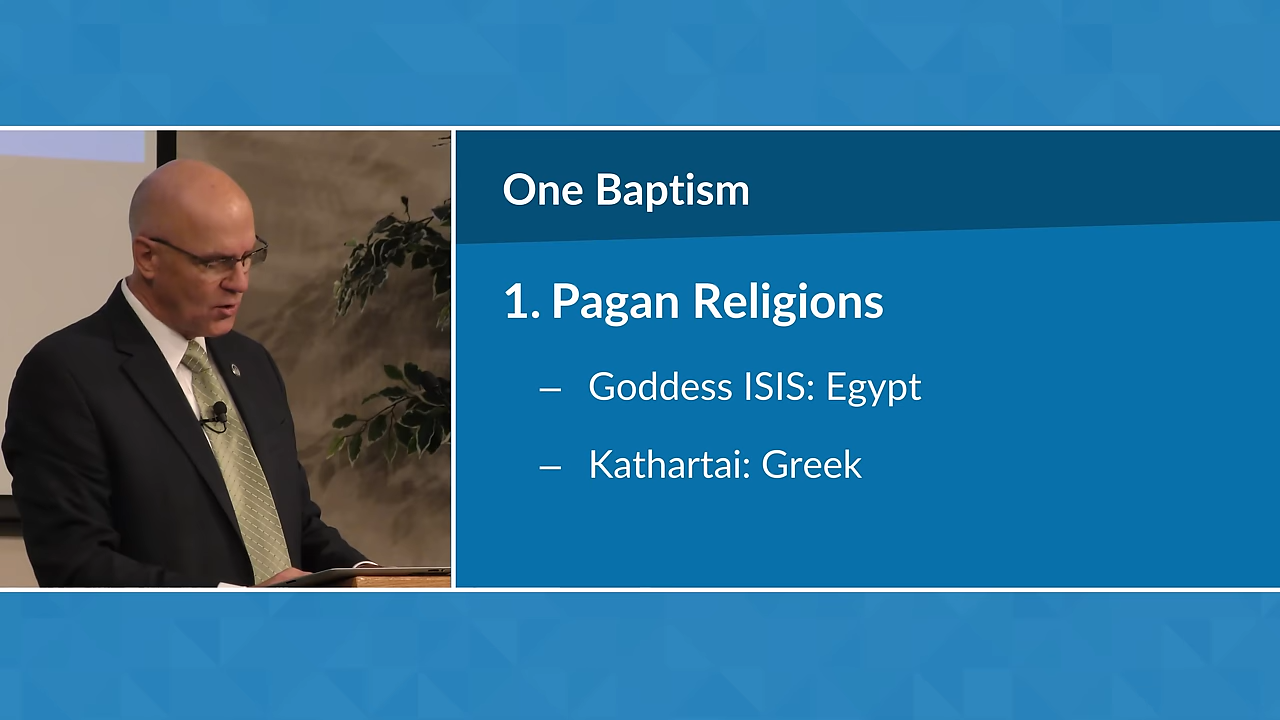 One Baptism
1. Pagan Religions
– Goddess ISIS: Egypt
– Kathartai: Greek